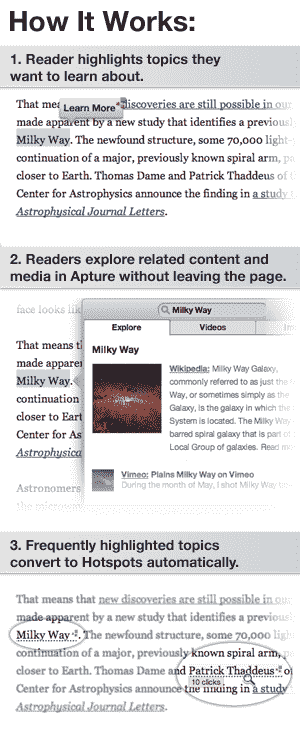 How It Works:
1. Reader highlights topics they
want to learn about.
That mea Learn More discoveries are still possible in our
made apparent by a new study that identifies a previous
Milky Way. The newfound structure, some 70,000 light-
continuation of a major, previously known spiral arm,
closer to Earth. Thomas Dame and Patrick Thaddeus of
Center for Astrophysics announce the finding in a study
Astrophysical Journal Letters.
2. Readers explore related content and
media in Apture without leaving the page.
face looks lik
Milky Way
Explore Videos
That means t
made appare
Milky Way.
continuation
closer to Eart
Center for As
Astrophysica
Astronomers
the microwa
Milky Way
Wikipedia: Milky Way Galaxy,
commonly referred to as just the
Way, or sometimes simply as the
Galaxy, is the galaxy in which the
System is located. The Milky Way
barred spiral galaxy that is part of
Local Group of galaxies. Read mo
Vimeo: Plains Milky Way on Vimeo
During the month of May, I shot Milky Way
3. Frequently highlighted topics
convert to Hotspots automatically.
That means that new discoveries are still possible in our
made apparent by a new study that identifies a previous
Milky Way. The newfound structure, some 70,000 light
continuation of a major, previously known spiral arm,
closer to Earth. Thomas Dame and Patrick Thaddeus
10 clicks
Center for Astrophysics announce the finding in a study
Astrophysical Journal Letters.